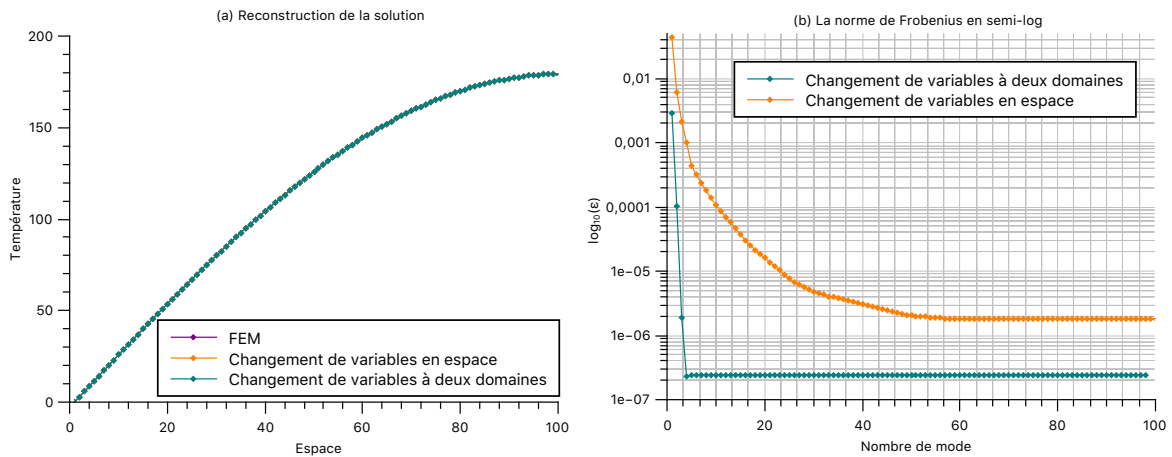 (a) Reconstruction de la solution
200
150
100
50
0
Température
0
20
40
60
80
100
Espace
FEM
Changement de variables en espace
Changement de variables à deux domaines
(b) La norme de Frobenius en semi-log
0,01
0,001
0,0001
1e−05
1e−06
1e−07
log₁₀(ε)
0
20
40
60
80
100
Nombre de mode
Changement de variables à deux domaines
Changement de variables en espace